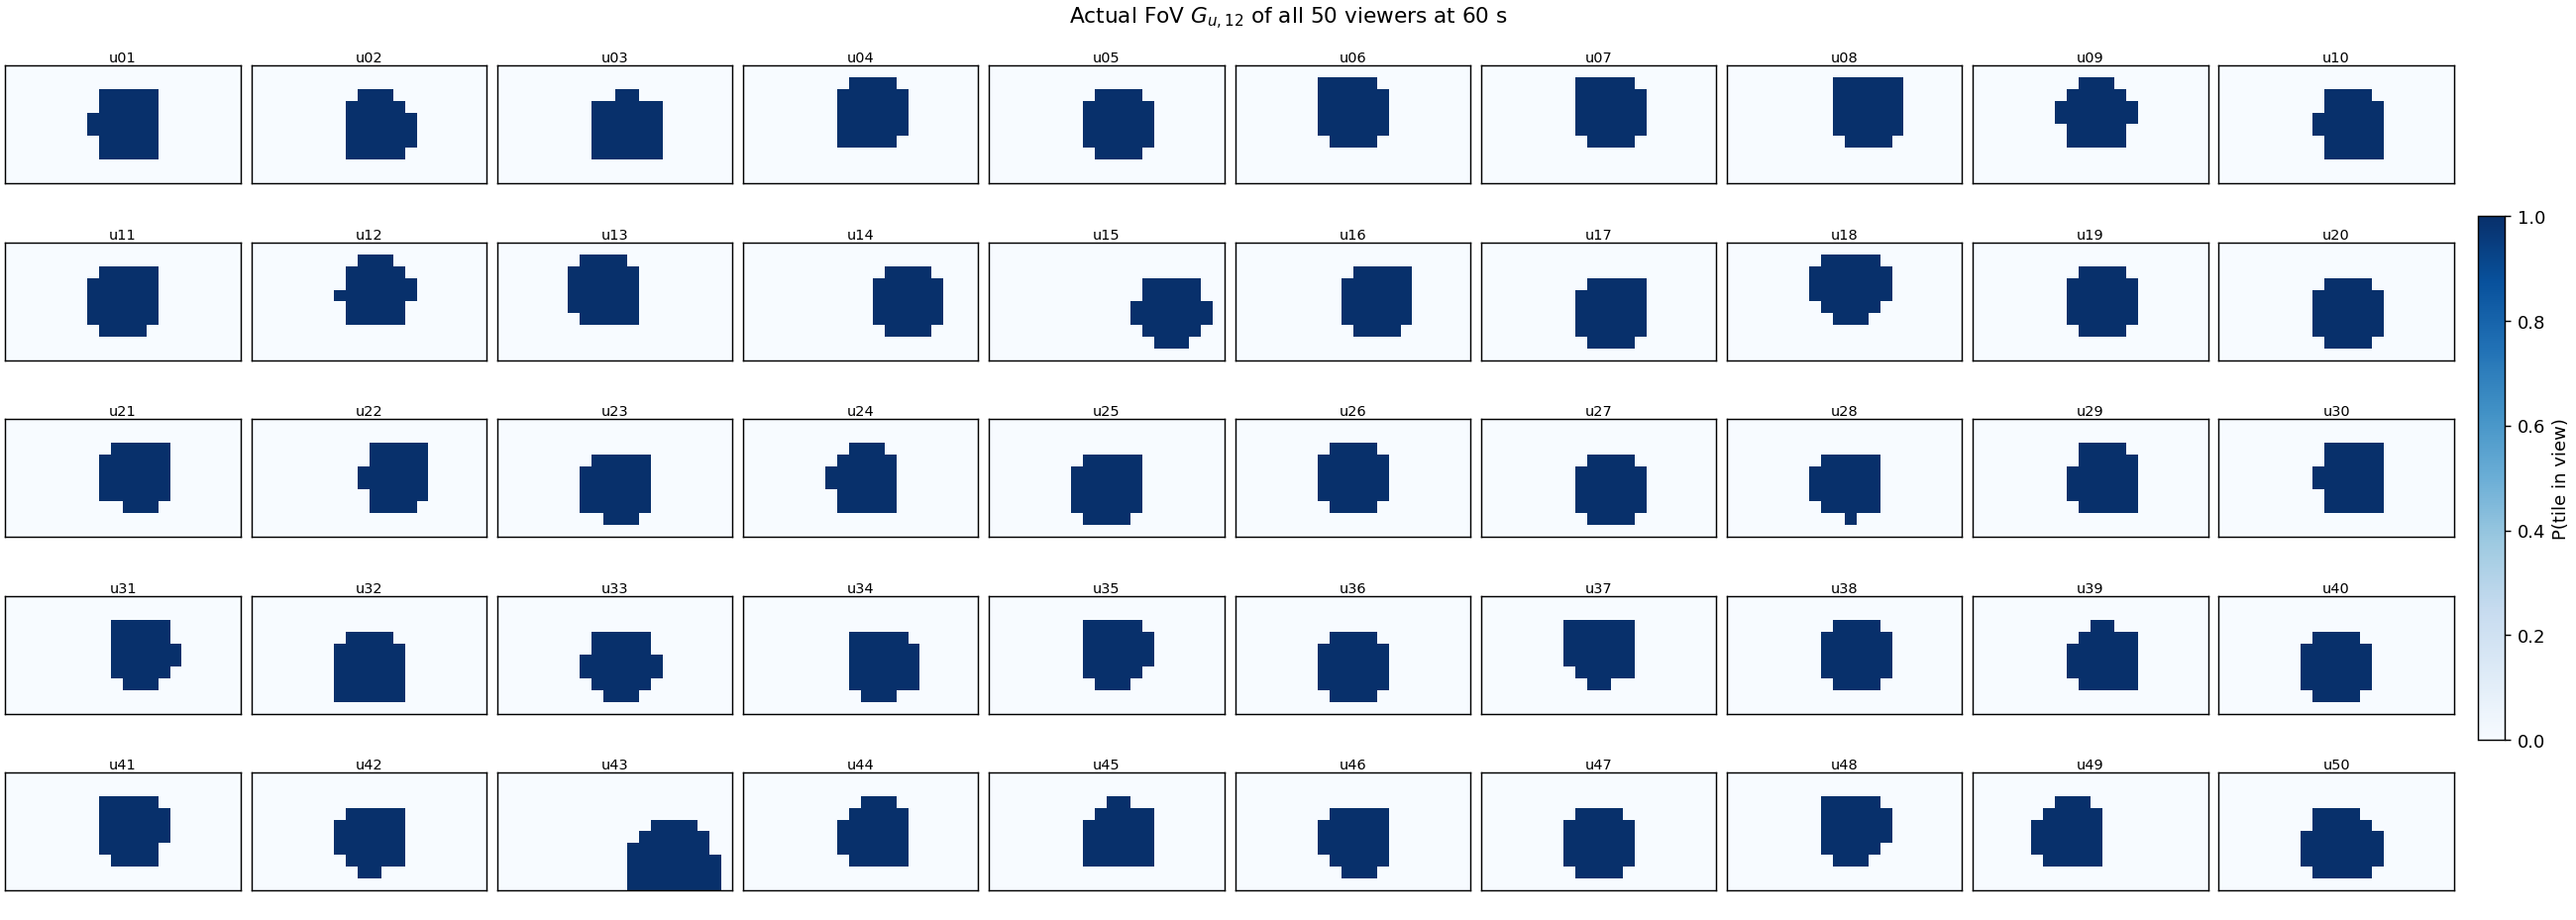 Actual FoV G_{u,12} of all 50 viewers at 60 s
u01 u02 u03 u04 u05 u06 u07 u08 u09 u10
u11 u12 u13 u14 u15 u16 u17 u18 u19 u20
u21 u22 u23 u24 u25 u26 u27 u28 u29 u30
u31 u32 u33 u34 u35 u36 u37 u38 u39 u40
u41 u42 u43 u44 u45 u46 u47 u48 u49 u50
1.0
0.8
0.6
0.4
0.2
0.0
P(tile in view)